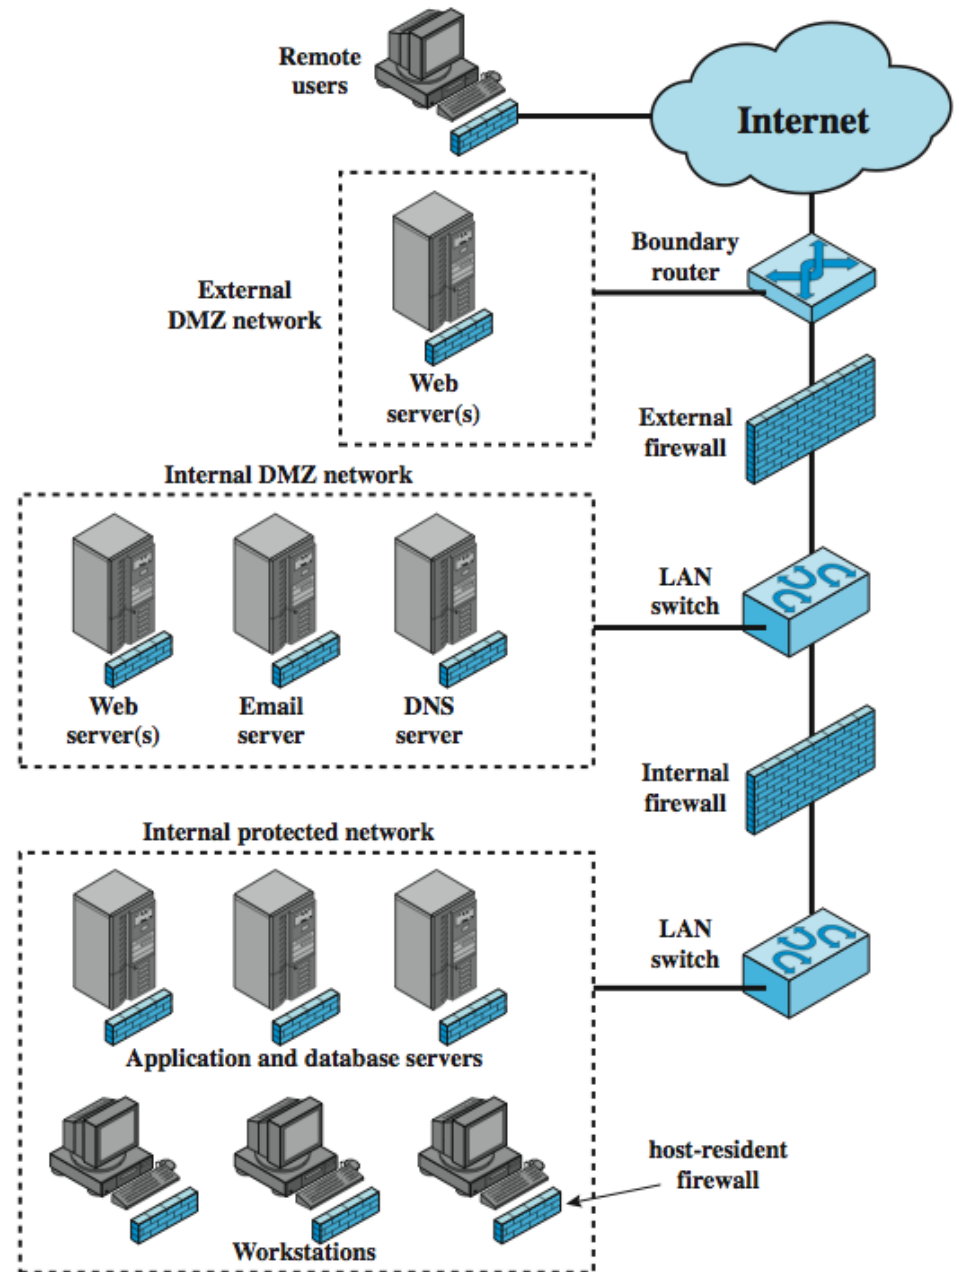 Remote
users
Internet
Boundary
router
External
DMZ network
Web
server(s)
External
firewall
Internal DMZ network
LAN
switch
Web
server(s)
Email
server
DNS
server
Internal
firewall
Internal protected network
LAN
switch
Application and database servers
host-resident
firewall
Workstations